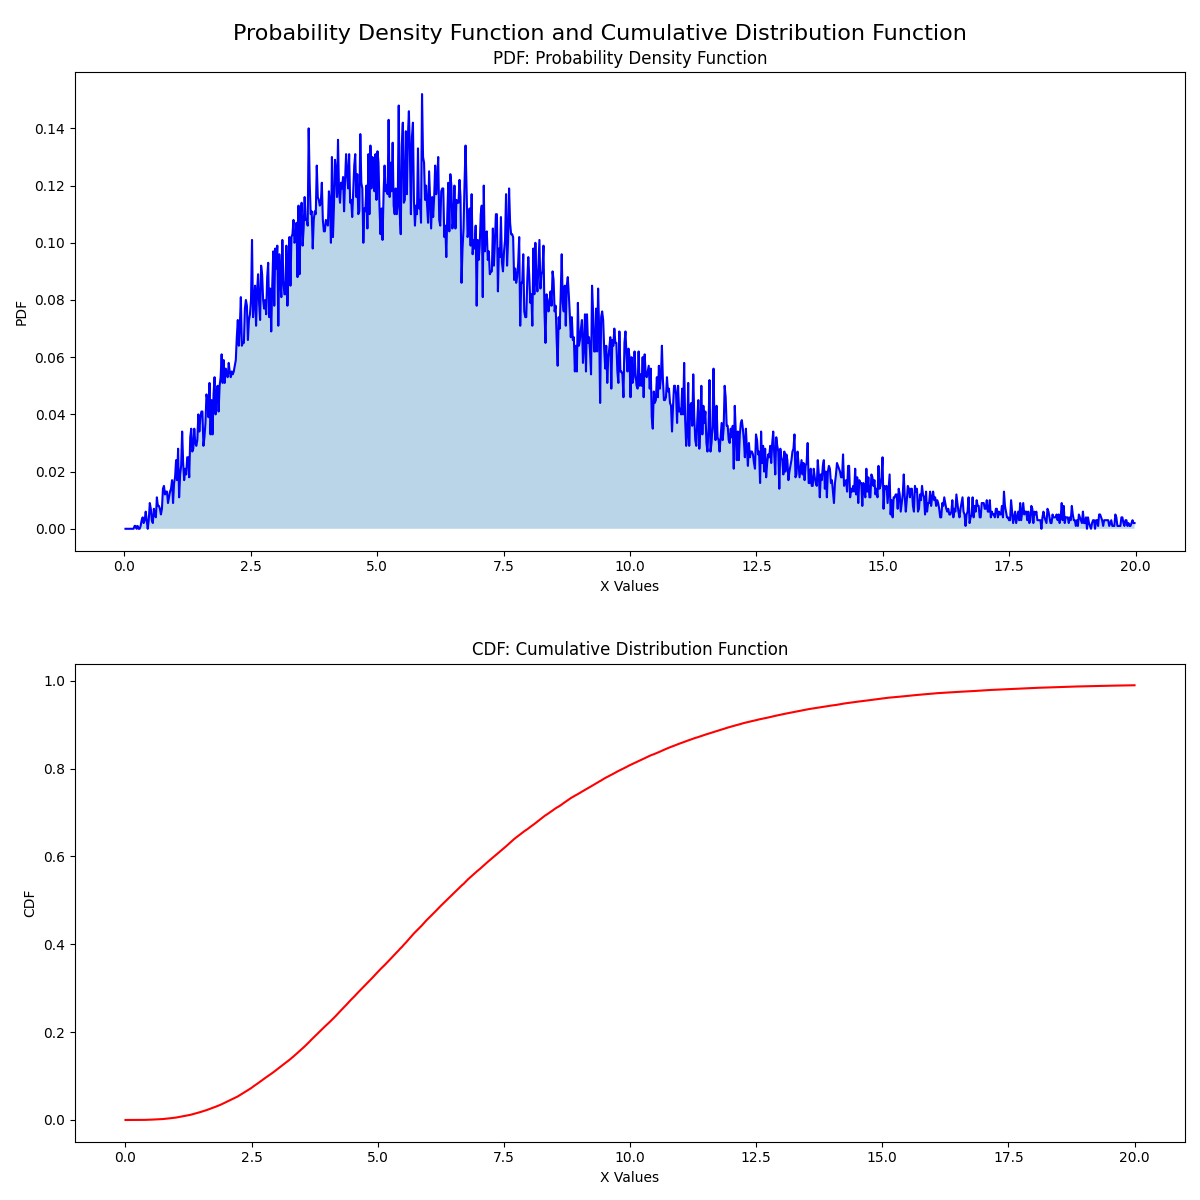 Probability Density Function and Cumulative Distribution Function
PDF: Probability Density Function
0.14
0.12
0.10
0.08
0.06
0.04
0.02
0.00
PDF
0.0 2.5 5.0 7.5 10.0 12.5 15.0 17.5 20.0
X Values
CDF: Cumulative Distribution Function
1.0
0.8
0.6
0.4
0.2
0.0
CDF
0.0 2.5 5.0 7.5 10.0 12.5 15.0 17.5 20.0
X Values